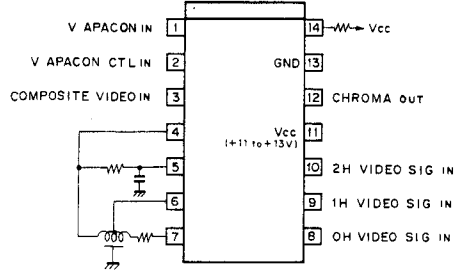 V APACON IN 1 14 Vcc
V APACON CTL IN 2 GND 13
COMPOSITE VIDEO IN 3 12 CHROMA OUT
4 Vcc 11
(+11 to +13V)
5 10 2H VIDEO SIG IN
6 9 1H VIDEO SIG IN
7 8 0H VIDEO SIG IN